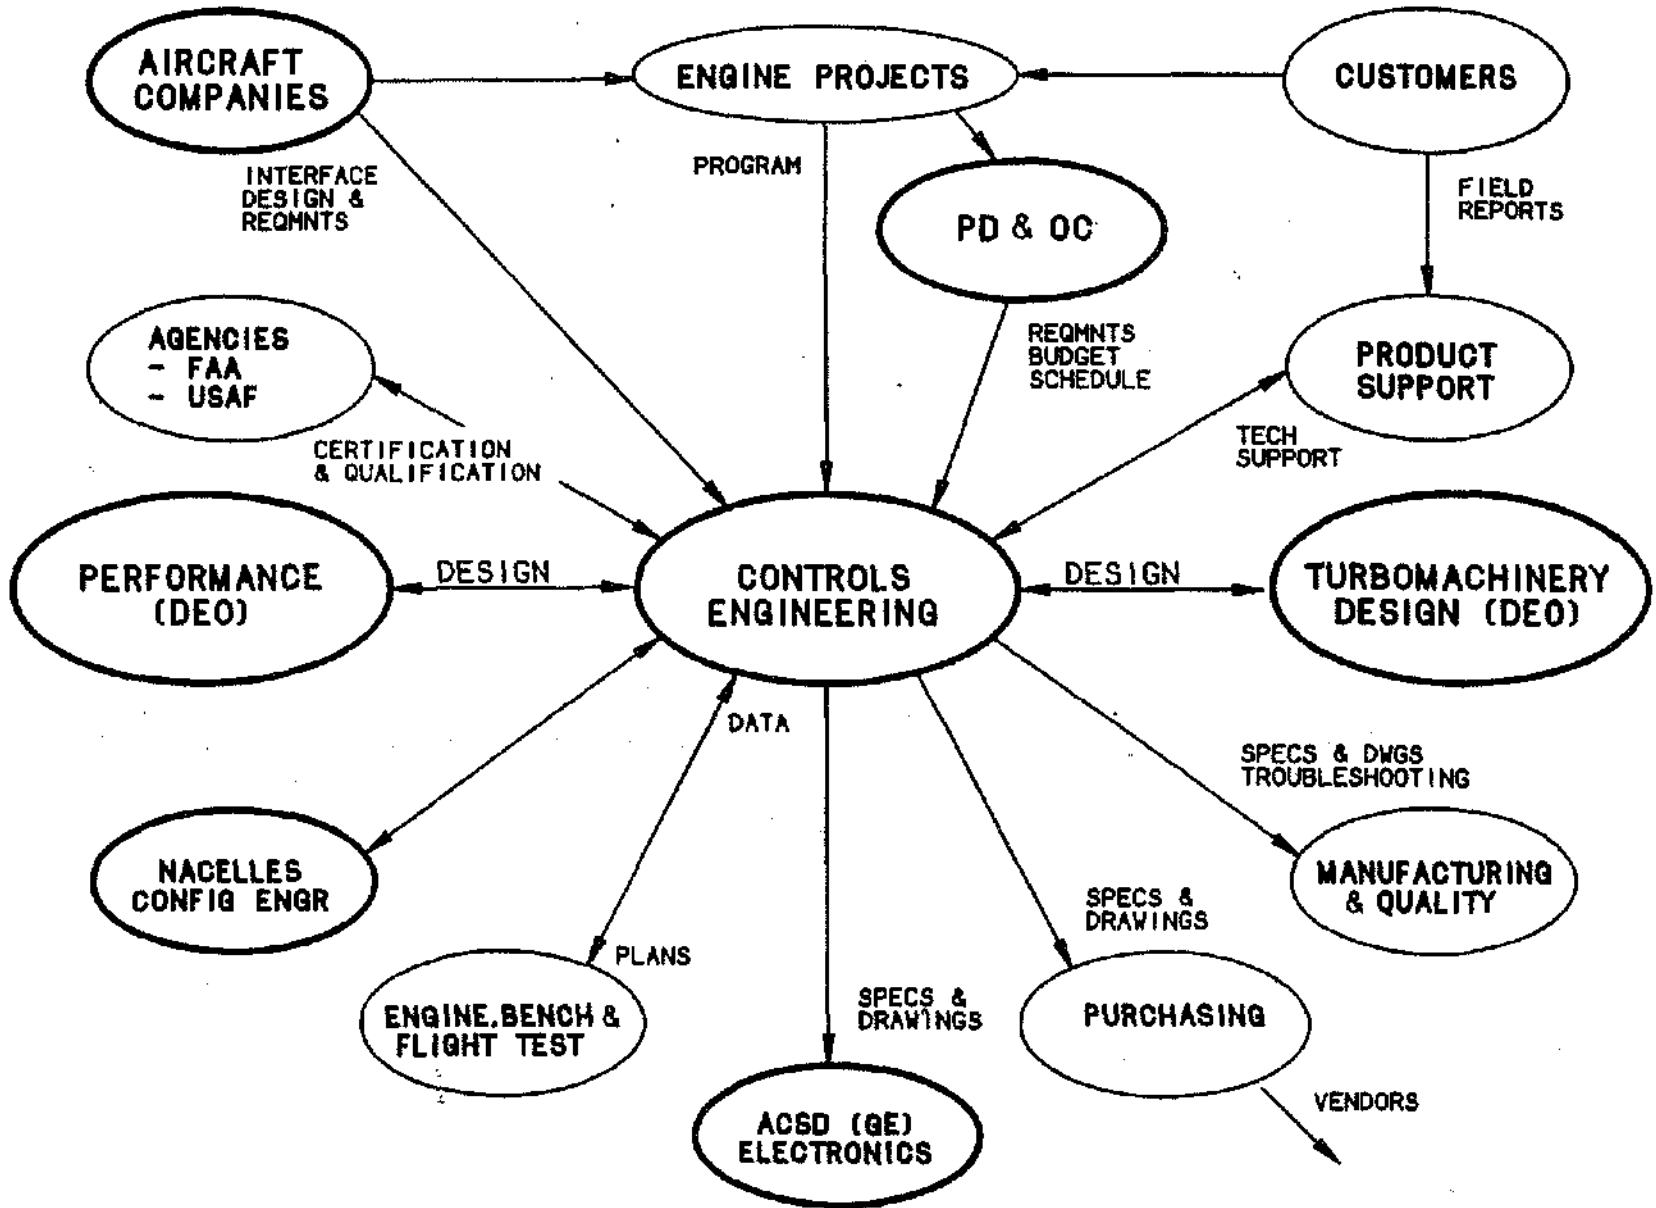 AIRCRAFT
COMPANIES
ENGINE PROJECTS
CUSTOMERS
INTERFACE
DESIGN &
REQMNTS
PROGRAM
PD & OC
FIELD
REPORTS
AGENCIES
- FAA
- USAF
REQMNTS
BUDGET
SCHEDULE
PRODUCT
SUPPORT
CERTIFICATION
& QUALIFICATION
TECH
SUPPORT
PERFORMANCE
(DEO)
DESIGN
CONTROLS
ENGINEERING
DESIGN
TURBOMACHINERY
DESIGN (DEO)
DATA
SPECS & DWGS
TROUBLESHOOTING
NACELLES
CONFIG ENGR
MANUFACTURING
& QUALITY
SPECS &
DRAWINGS
PLANS
ENGINE, BENCH &
FLIGHT TEST
SPECS &
DRAWINGS
PURCHASING
VENDORS
ACSD (GE)
ELECTRONICS